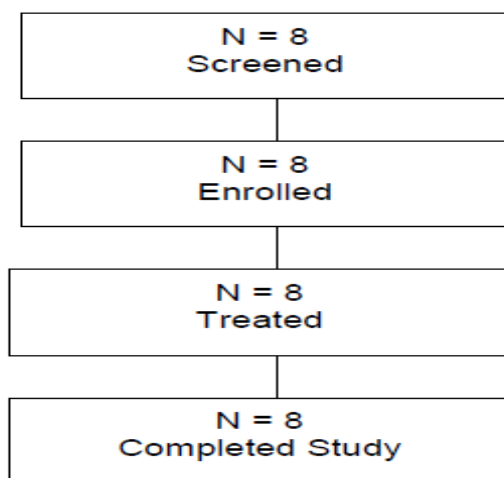 N = 8
Screened
N = 8
Enrolled
N = 8
Treated
N = 8
Completed Study